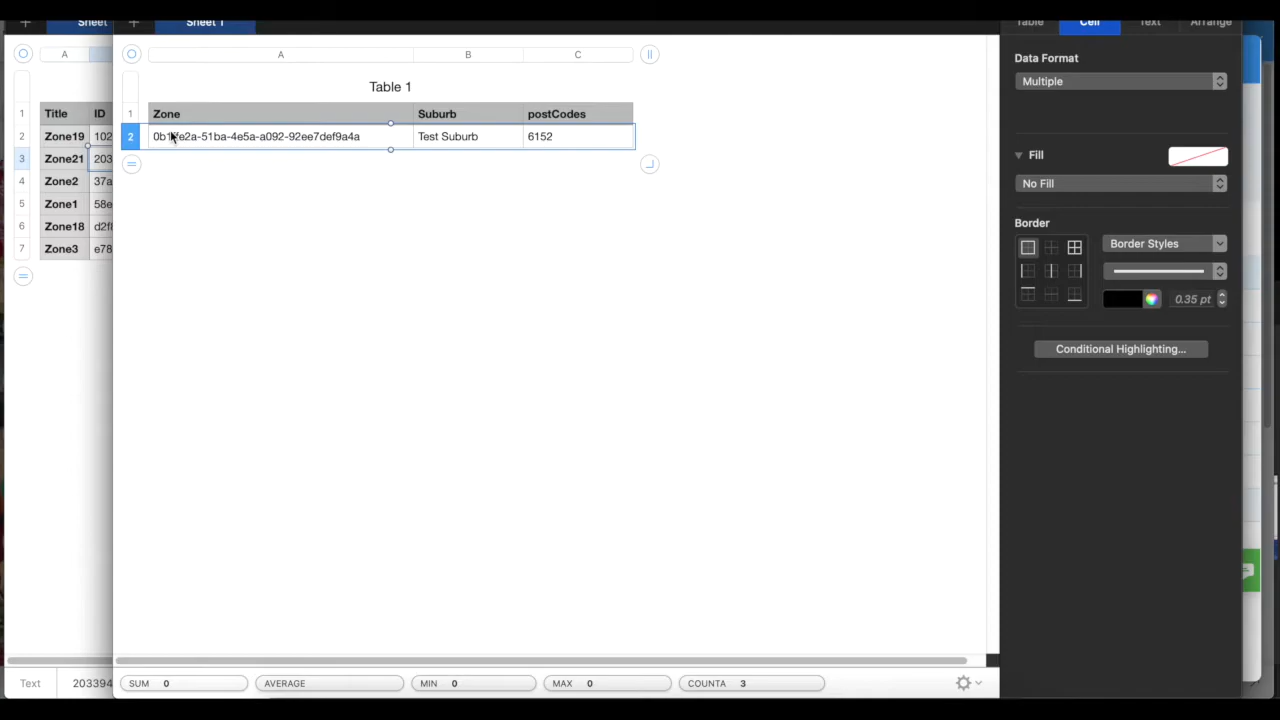 Sheet
Sheet 1
Table Cell Text Arrange
A
A B C
Table 1
Title ID
1 Zone19 102
2 Zone21 203
3 Zone2 37a
4 Zone1 58e
5 Zone18 d2f8
6 Zone3 e78
7
1 Zone Suburb postCodes
2 Test Suburb 6152
Data Format
Multiple
Fill
No Fill
Border
Border Styles
0.35 pt
Conditional Highlighting...
Text 203394
SUM 0 AVERAGE MIN 0 MAX 0 COUNTA 3